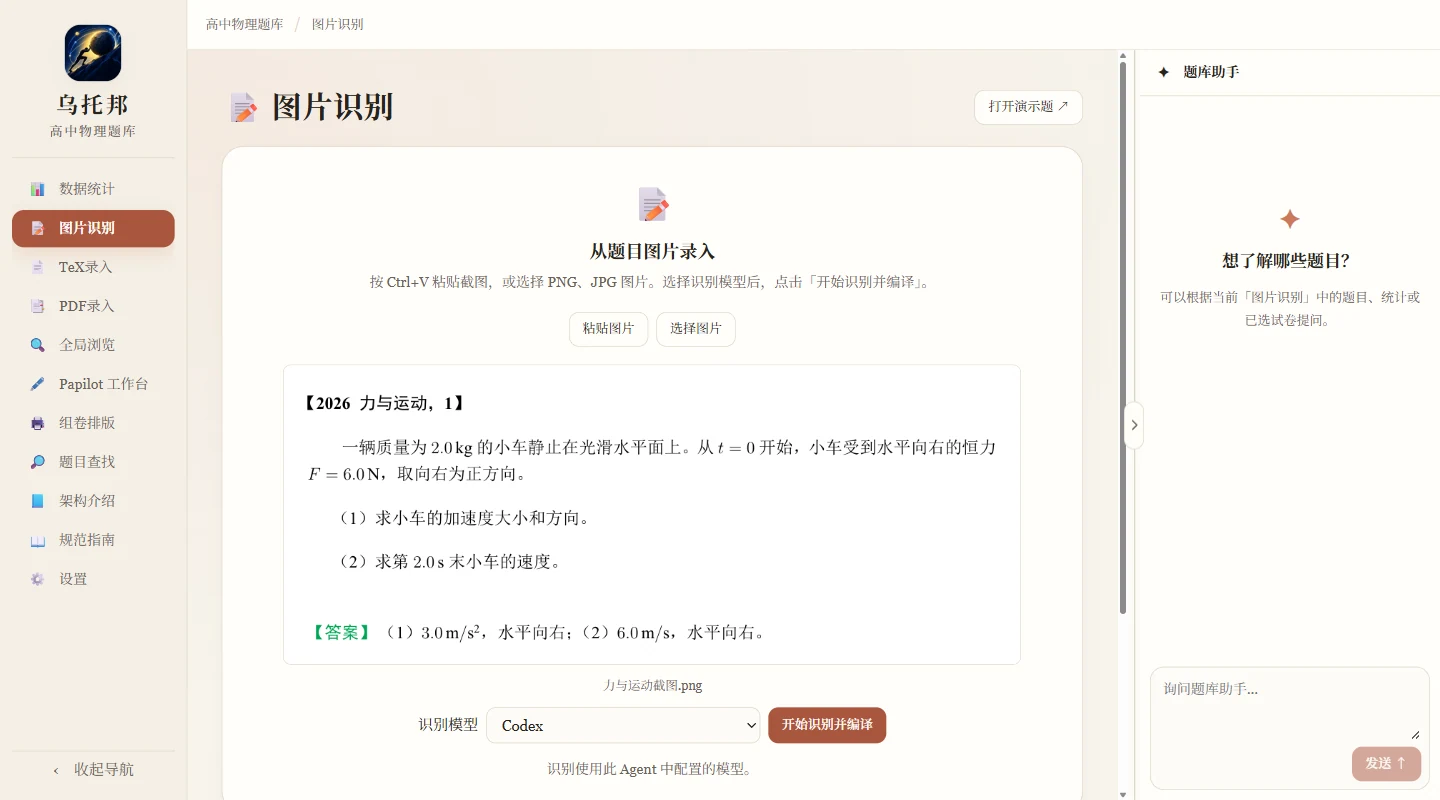 乌托邦
高中物理题库
数据统计
图片识别
TeX录入
PDF录入
全局浏览
Papilot 工作台
组卷排版
题目查找
架构介绍
规范指南
设置
‹ 收起导航
高中物理题库 / 图片识别
图片识别
打开演示题 ↗
从题目图片录入
按 Ctrl+V 粘贴截图，或选择 PNG、JPG 图片。选择识别模型后，点击「开始识别并编译」。
粘贴图片 选择图片
【2026 力与运动，1】
一辆质量为 2.0 kg 的小车静止在光滑水平面上。从 t = 0 开始，小车受到水平向右的恒力
F = 6.0 N，取向右为正方向。
（1）求小车的加速度大小和方向。
（2）求第 2.0 s 末小车的速度。
【答案】（1）3.0 m/s²，水平向右；（2）6.0 m/s，水平向右。
力与运动截图.png
识别模型 Codex 开始识别并编译
识别使用此 Agent 中配置的模型。
✦ 题库助手
想了解哪些题目？
可以根据当前「图片识别」中的题目、统计或
已选试卷提问。
询问题库助手...
发送 ↑